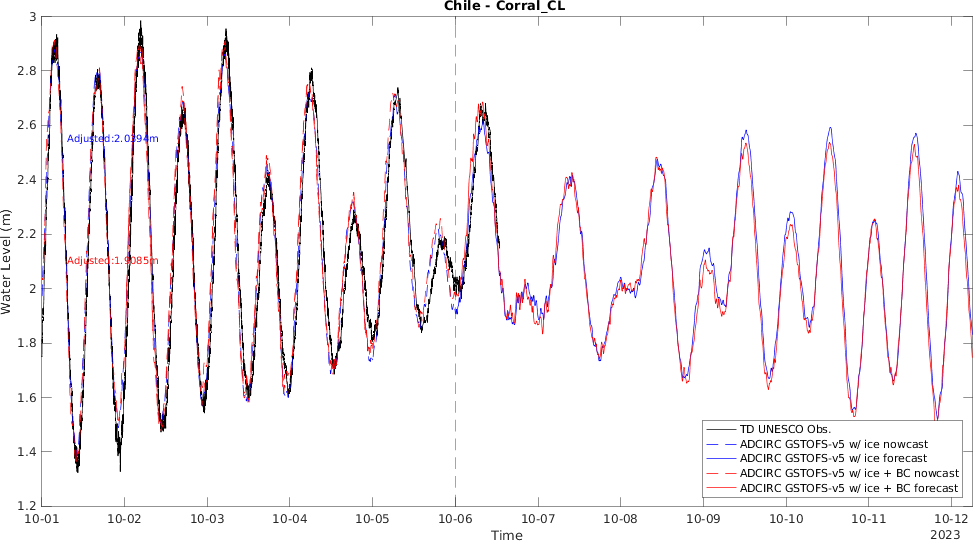 Chile - Corral_CL
3
2.8
2.6
2.4
2.2
2
1.8
1.6
1.4
1.2
Water Level (m)
Adjusted:2.0394m
Adjusted:1.9085m
TD UNESCO Obs.
ADCIRC GSTOFS-v5 w/ ice nowcast
ADCIRC GSTOFS-v5 w/ ice forecast
ADCIRC GSTOFS-v5 w/ ice + BC nowcast
ADCIRC GSTOFS-v5 w/ ice + BC forecast
10-01 10-02 10-03 10-04 10-05 10-06 10-07 10-08 10-09 10-10 10-11 10-12
Time
2023